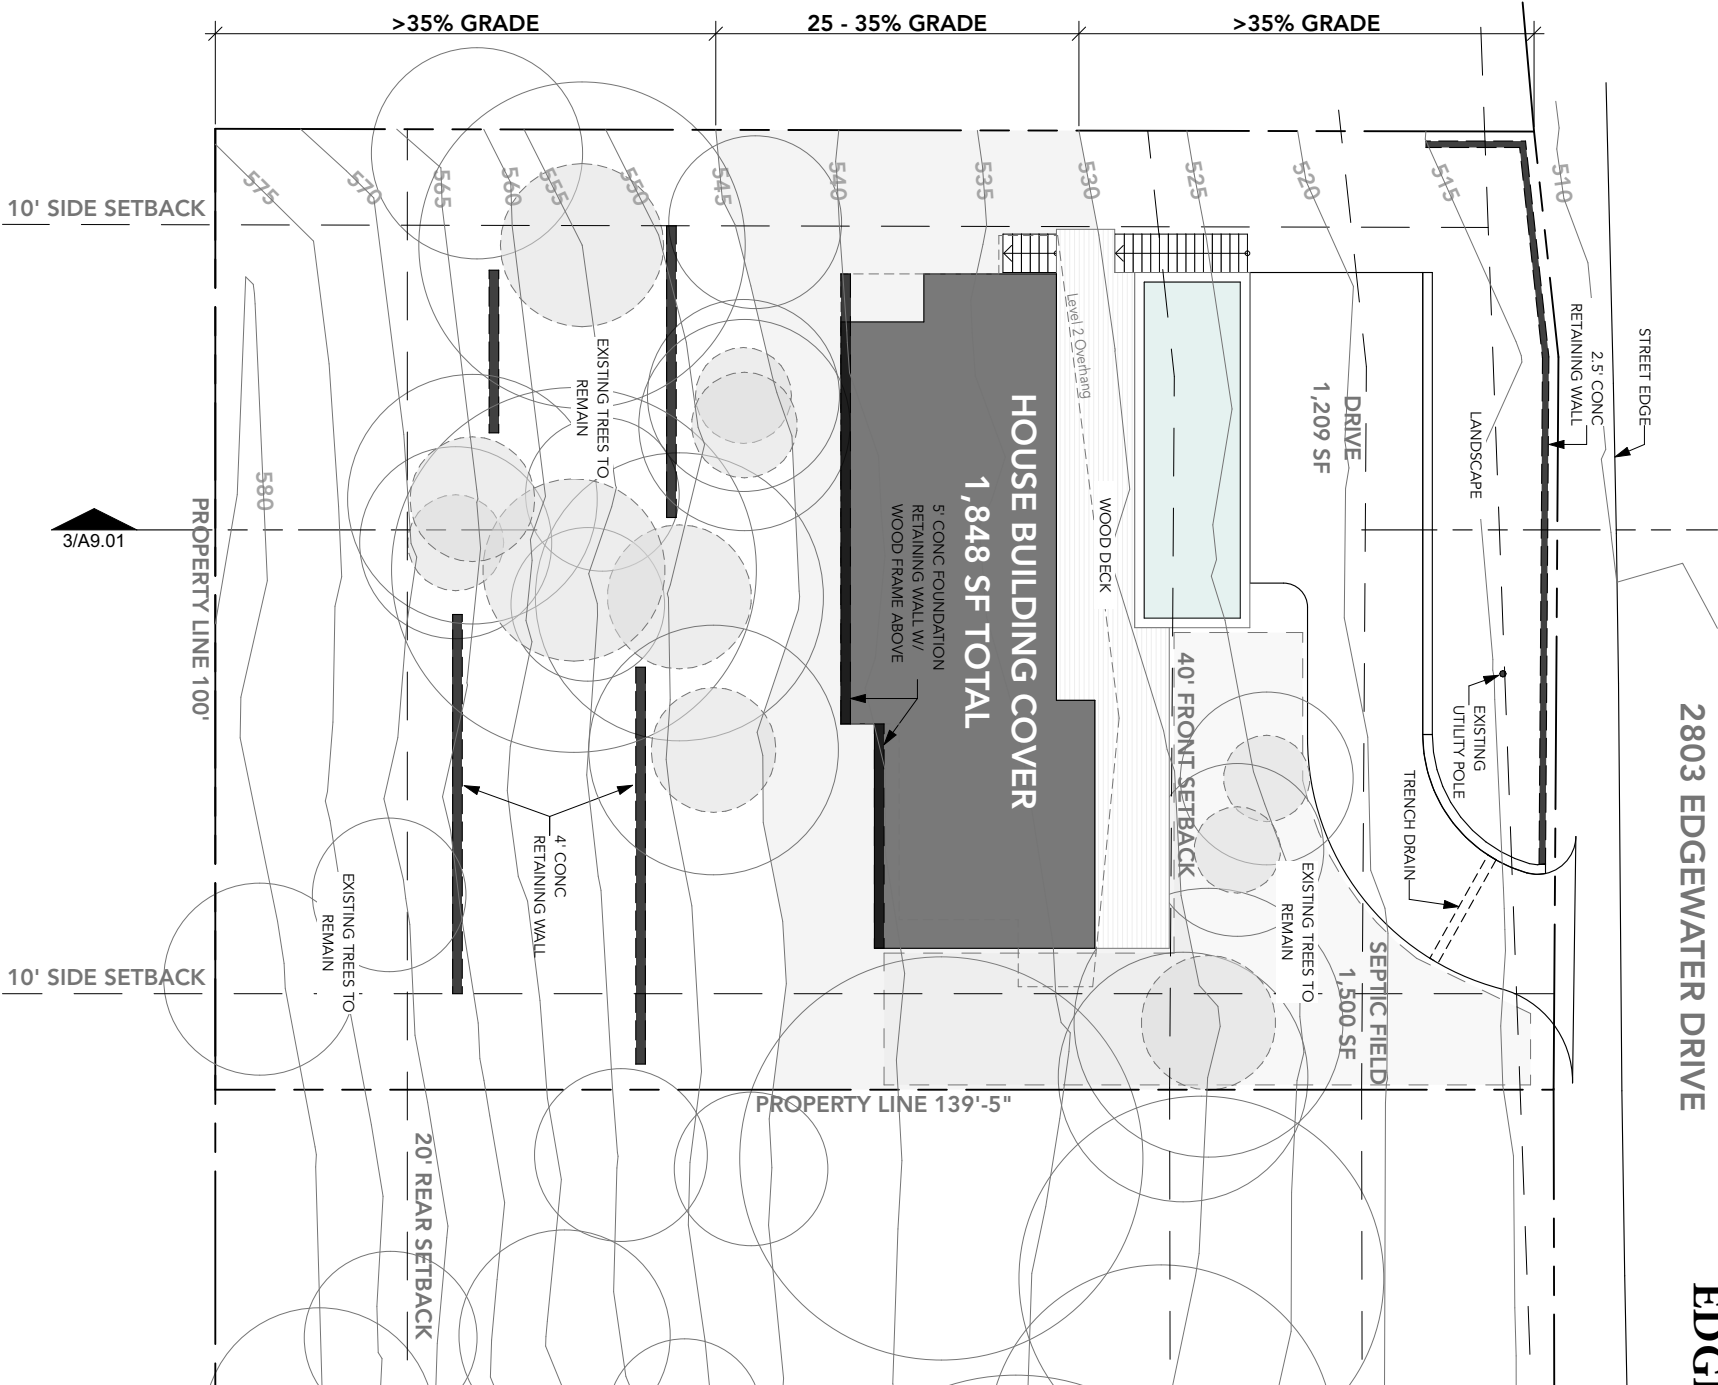 >35% GRADE
25 - 35% GRADE
>35% GRADE
10' SIDE SETBACK
575
570
565
560
555
550
545
540
535
530
525
520
515
510
580
3/A9.01
PROPERTY LINE 100'
EXISTING TREES TO
REMAIN
Level 2 Overhang
HOUSE BUILDING COVER
1,848 SF TOTAL
5' CONC FOUNDATION
RETAINING WALL W/
WOOD FRAME ABOVE
WOOD DECK
DRIVE
1,209 SF
LANDSCAPE
2.5' CONC
RETAINING WALL
STREET EDGE
EXISTING
UTILITY POLE
TRENCH DRAIN
40' FRONT SETBACK
EXISTING TREES TO
REMAIN
SEPTIC FIELD
1,500 SF
4' CONC
RETAINING WALL
EXISTING TREES TO
REMAIN
10' SIDE SETBACK
PROPERTY LINE 139'-5"
20' REAR SETBACK
2803 EDGEWATER DRIVE